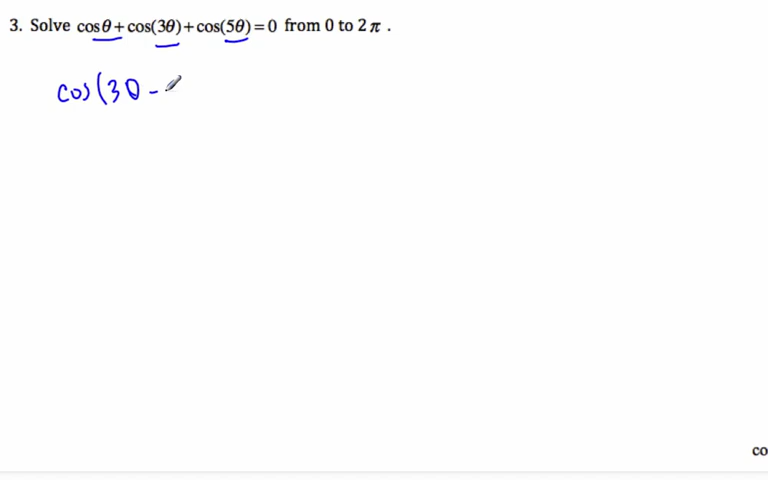 3. Solve cosθ+cos(3θ)+cos(5θ)=0 from 0 to 2π.
cos(3θ -
co